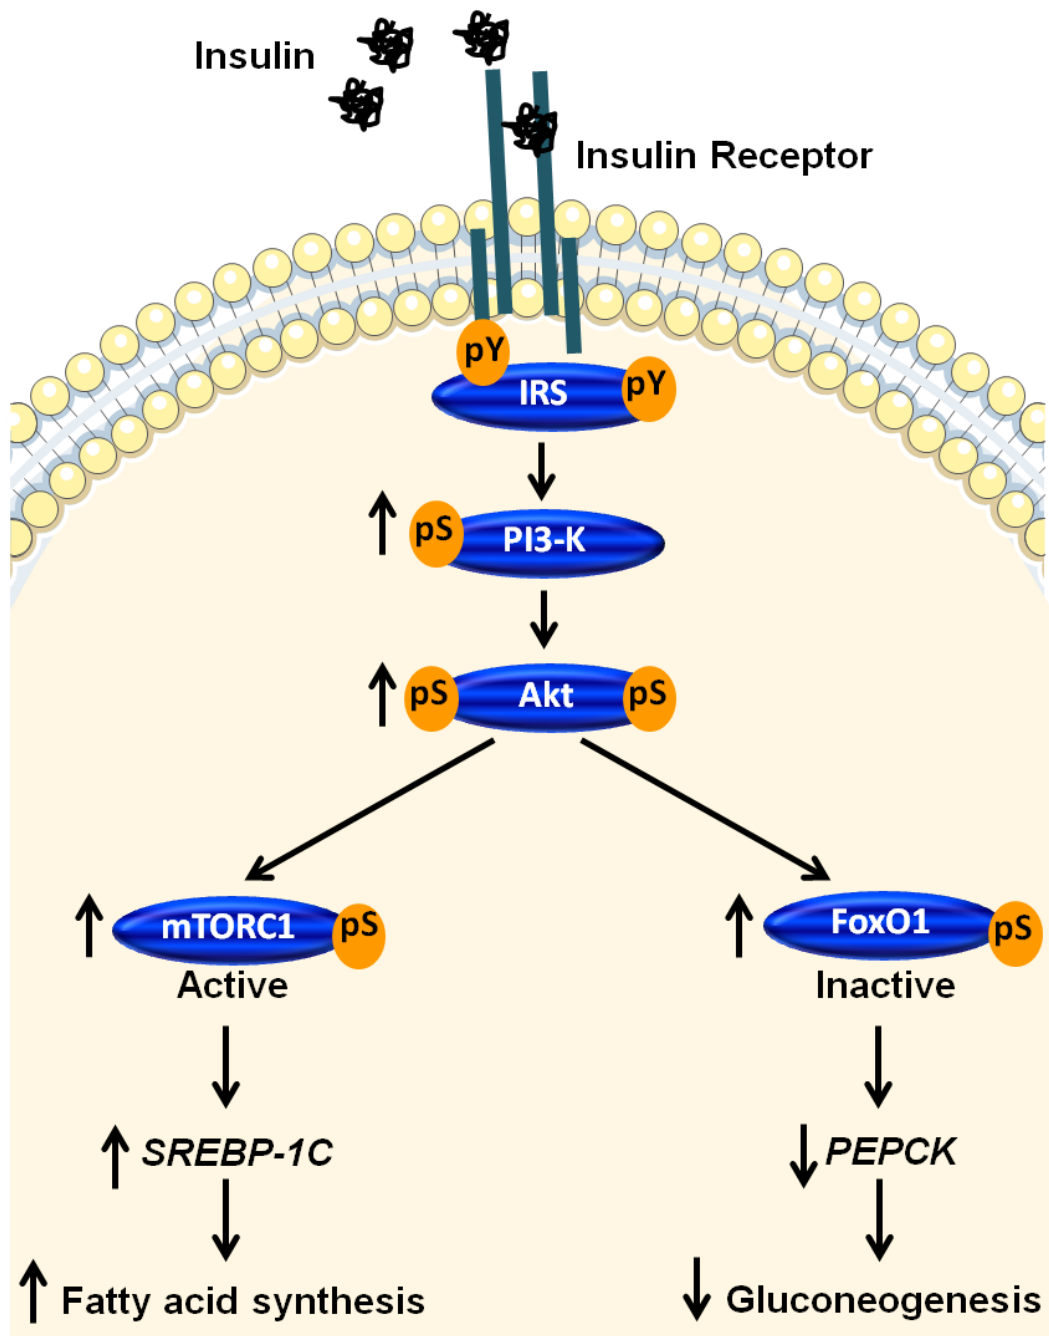 Insulin
Insulin Receptor
pY
IRS
pY
pS
PI3-K
pS
Akt
pS
mTORC1
pS
Active
FoxO1
pS
Inactive
SREBP-1C
PEPCK
Fatty acid synthesis
Gluconeogenesis